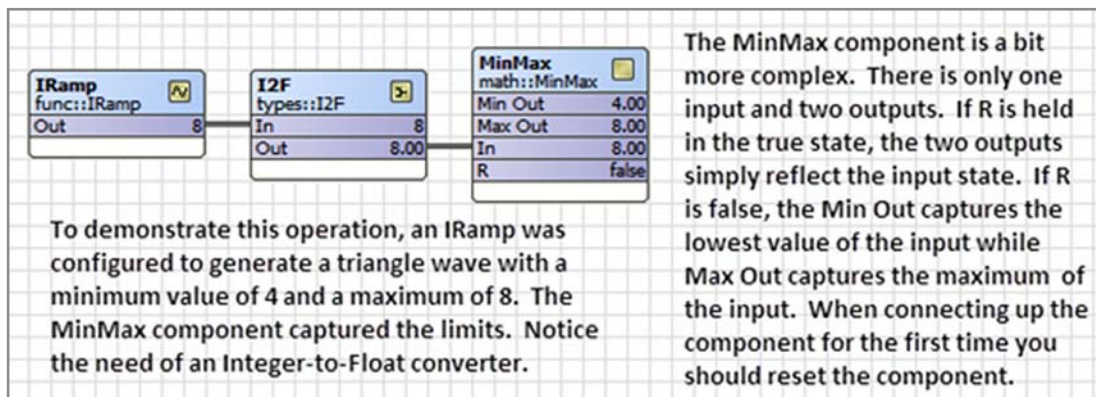 IRamp
func::IRamp
Out 8
I2F
types::I2F
In 8
Out 8.00
MinMax
math::MinMax
Min Out 4.00
Max Out 8.00
In 8.00
R false
To demonstrate this operation, an IRamp was
configured to generate a triangle wave with a
minimum value of 4 and a maximum of 8. The
MinMax component captured the limits. Notice
the need of an Integer-to-Float converter.
The MinMax component is a bit
more complex. There is only one
input and two outputs. If R is held
in the true state, the two outputs
simply reflect the input state. If R
is false, the Min Out captures the
lowest value of the input while
Max Out captures the maximum of
the input. When connecting up the
component for the first time you
should reset the component.